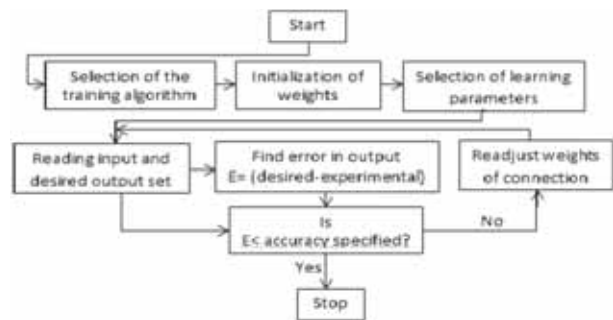 Start
Selection of the
training algorithm
Initialization of
weights
Selection of learning
parameters
Reading input and
desired output set
Find error in output
E= (desired-experimental)
Readjust weights
of connection
Is
E< accuracy specified?
No
Yes
Stop